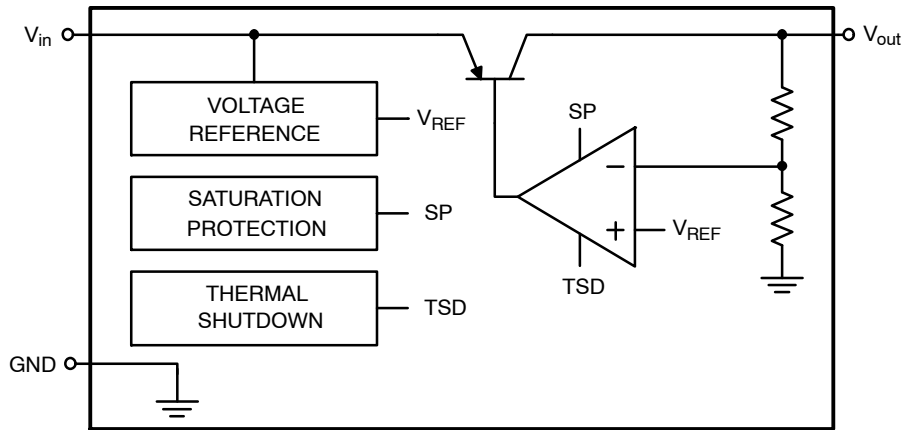 Vin
Vout
VOLTAGE
REFERENCE
VREF
SP
−
SATURATION
PROTECTION
SP
+
VREF
TSD
THERMAL
SHUTDOWN
TSD
GND